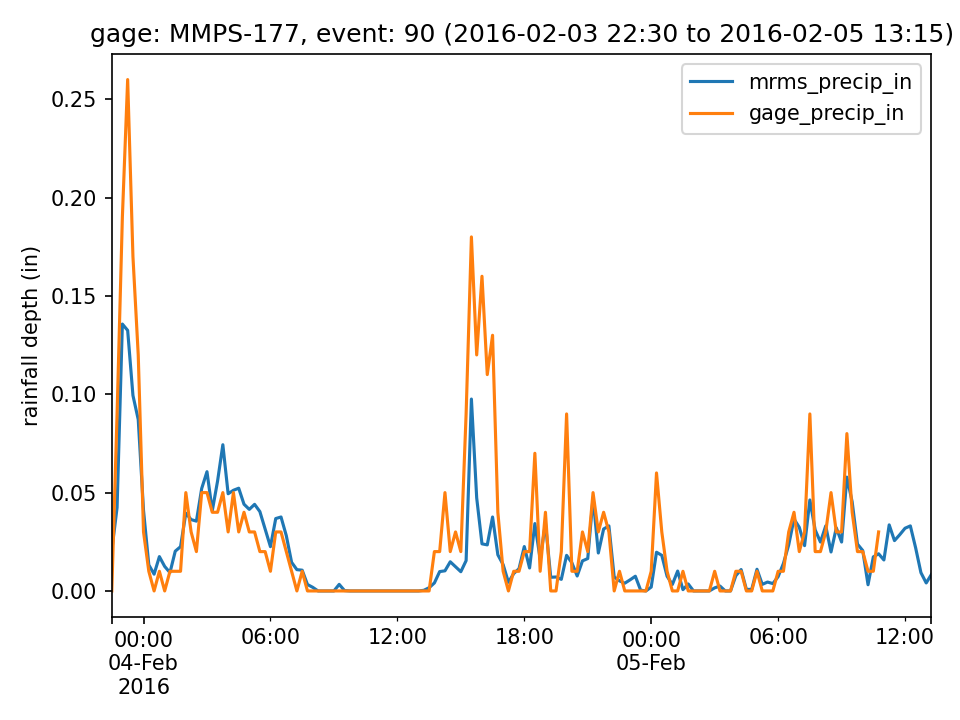 gage: MMPS-177, event: 90 (2016-02-03 22:30 to 2016-02-05 13:15)
mrms_precip_in
gage_precip_in
rainfall depth (in)
0.25
0.20
0.15
0.10
0.05
0.00
00:00 06:00 12:00 18:00 00:00 06:00 12:00
04-Feb 05-Feb
2016